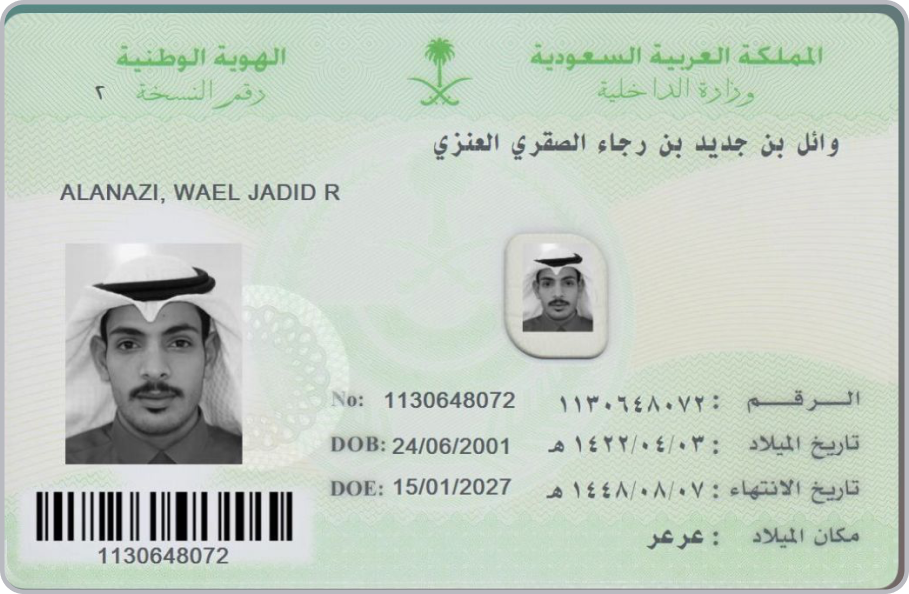 المملكة العربية السعودية
الهوية الوطنية
وزارة الداخلية
رقم النسخة ٢
وائل بن جديد بن رجاء الصقري العنزي
ALANAZI, WAEL JADID R
الرقم : ١١٣٠٦٤٨٠٧٢ No: 1130648072
تاريخ الميلاد : ١٤٢٢/٠٤/٠٣ هـ DOB: 24/06/2001
تاريخ الانتهاء : ١٤٤٨/٠٨/٠٧ هـ DOE: 15/01/2027
مكان الميلاد : عرعر
1130648072